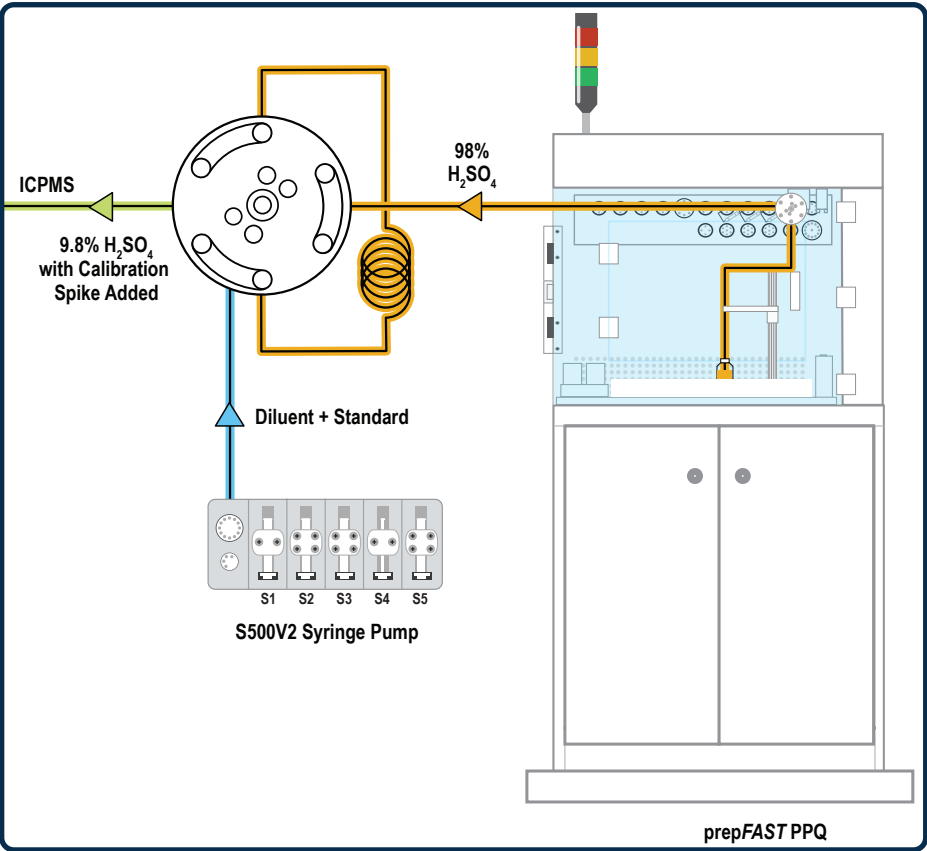 98%
H₂SO₄
ICPMS
9.8% H₂SO₄
with Calibration
Spike Added
Diluent + Standard
S1 S2 S3 S4 S5
S500V2 Syringe Pump
prepFAST PPQ